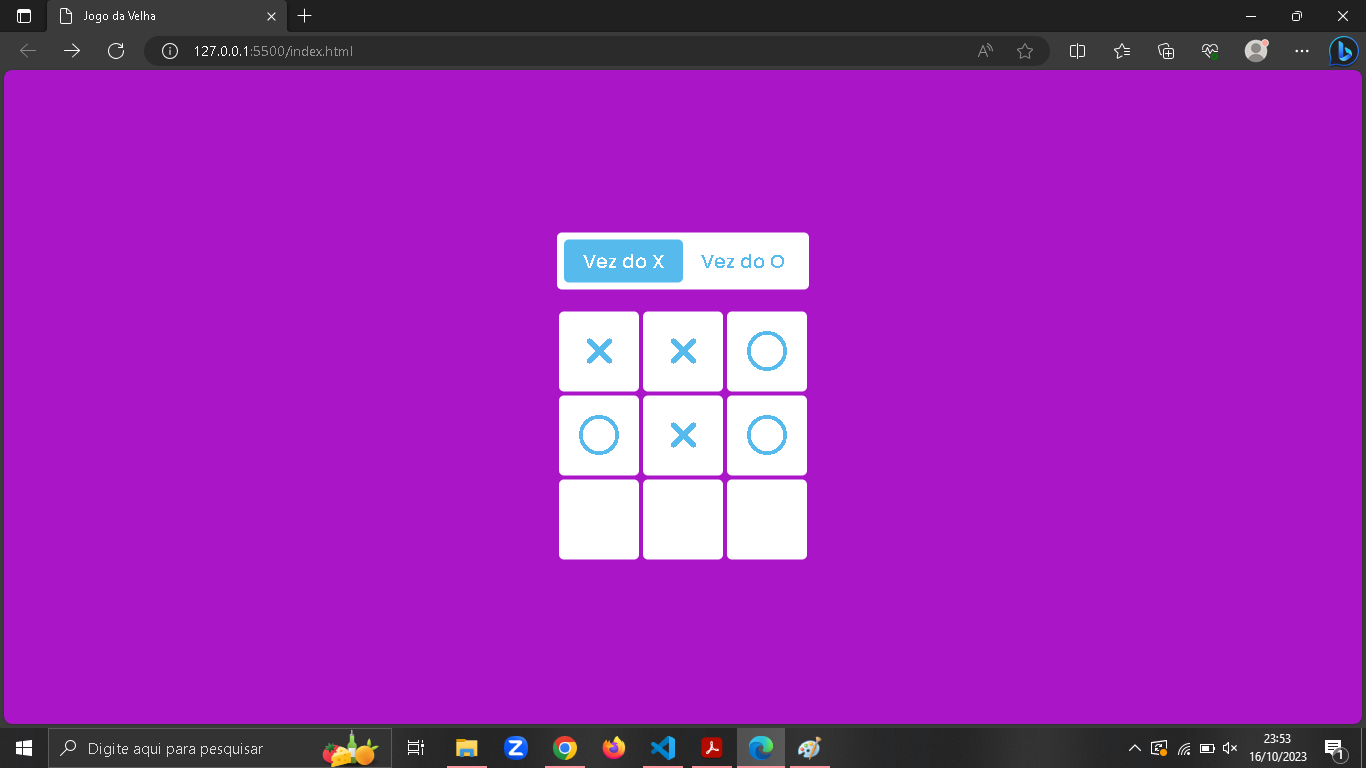 Jogo da Velha
127.0.0.1:5500/index.html
Vez do X Vez do O
X X O
O X O
Digite aqui para pesquisar
23:53
16/10/2023
1